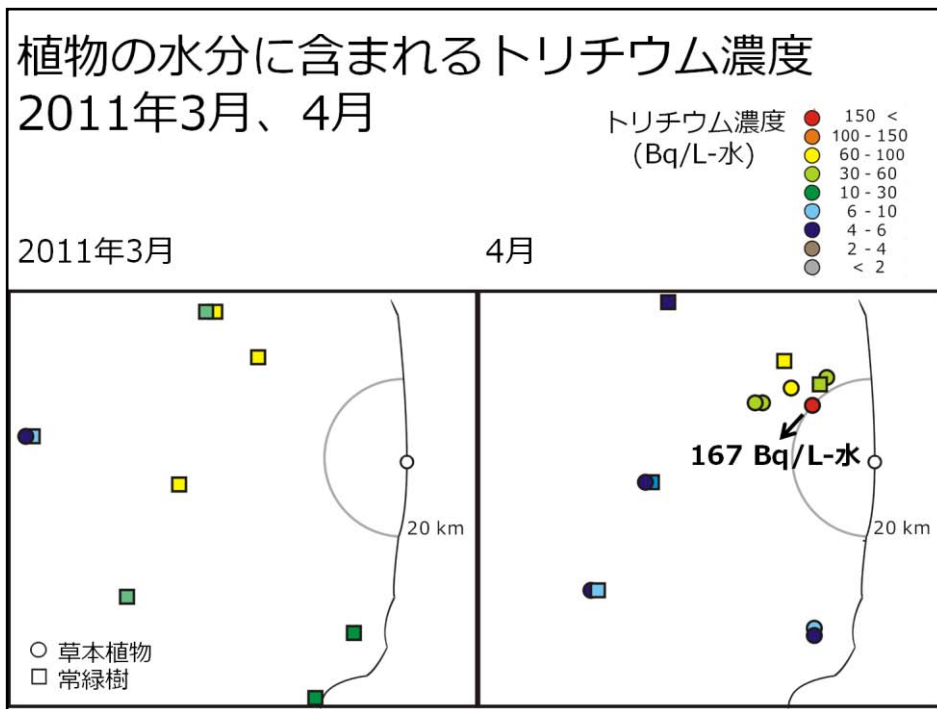 植物の水分に含まれるトリチウム濃度
2011年3月、4月
トリチウム濃度
(Bq/L-水)
150 <
100 - 150
60 - 100
30 - 60
10 - 30
6 - 10
4 - 6
2 - 4
< 2
2011年3月
4月
20 km
草本植物
常緑樹
167 Bq/L-水
20 km